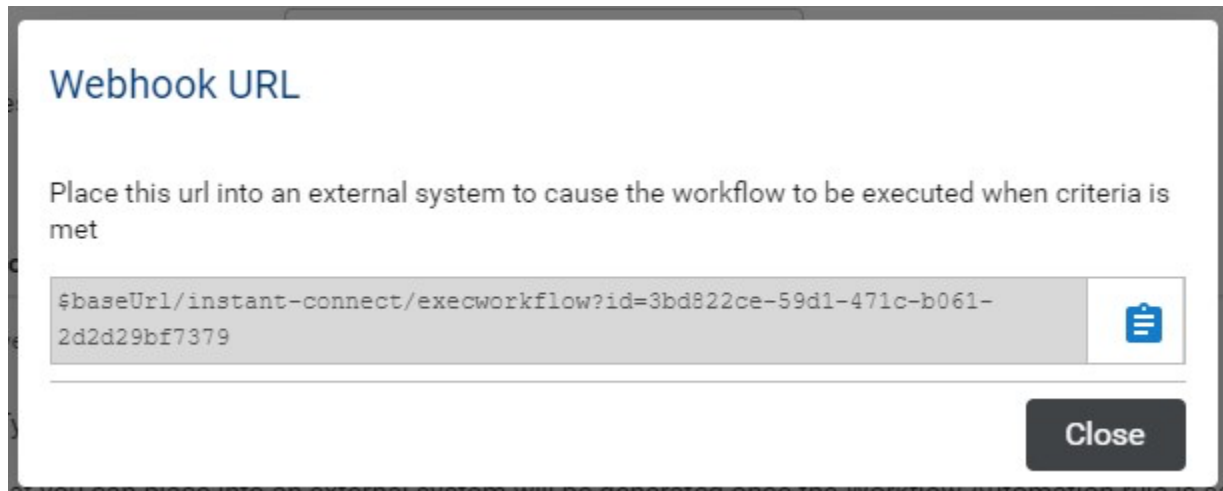 Webhook URL
Place this url into an external system to cause the workflow to be executed when criteria is
met
$baseUrl/instant-connect/execworkflow?id=3bd822ce-59d1-471c-b061-
2d2d29bf7379
Close